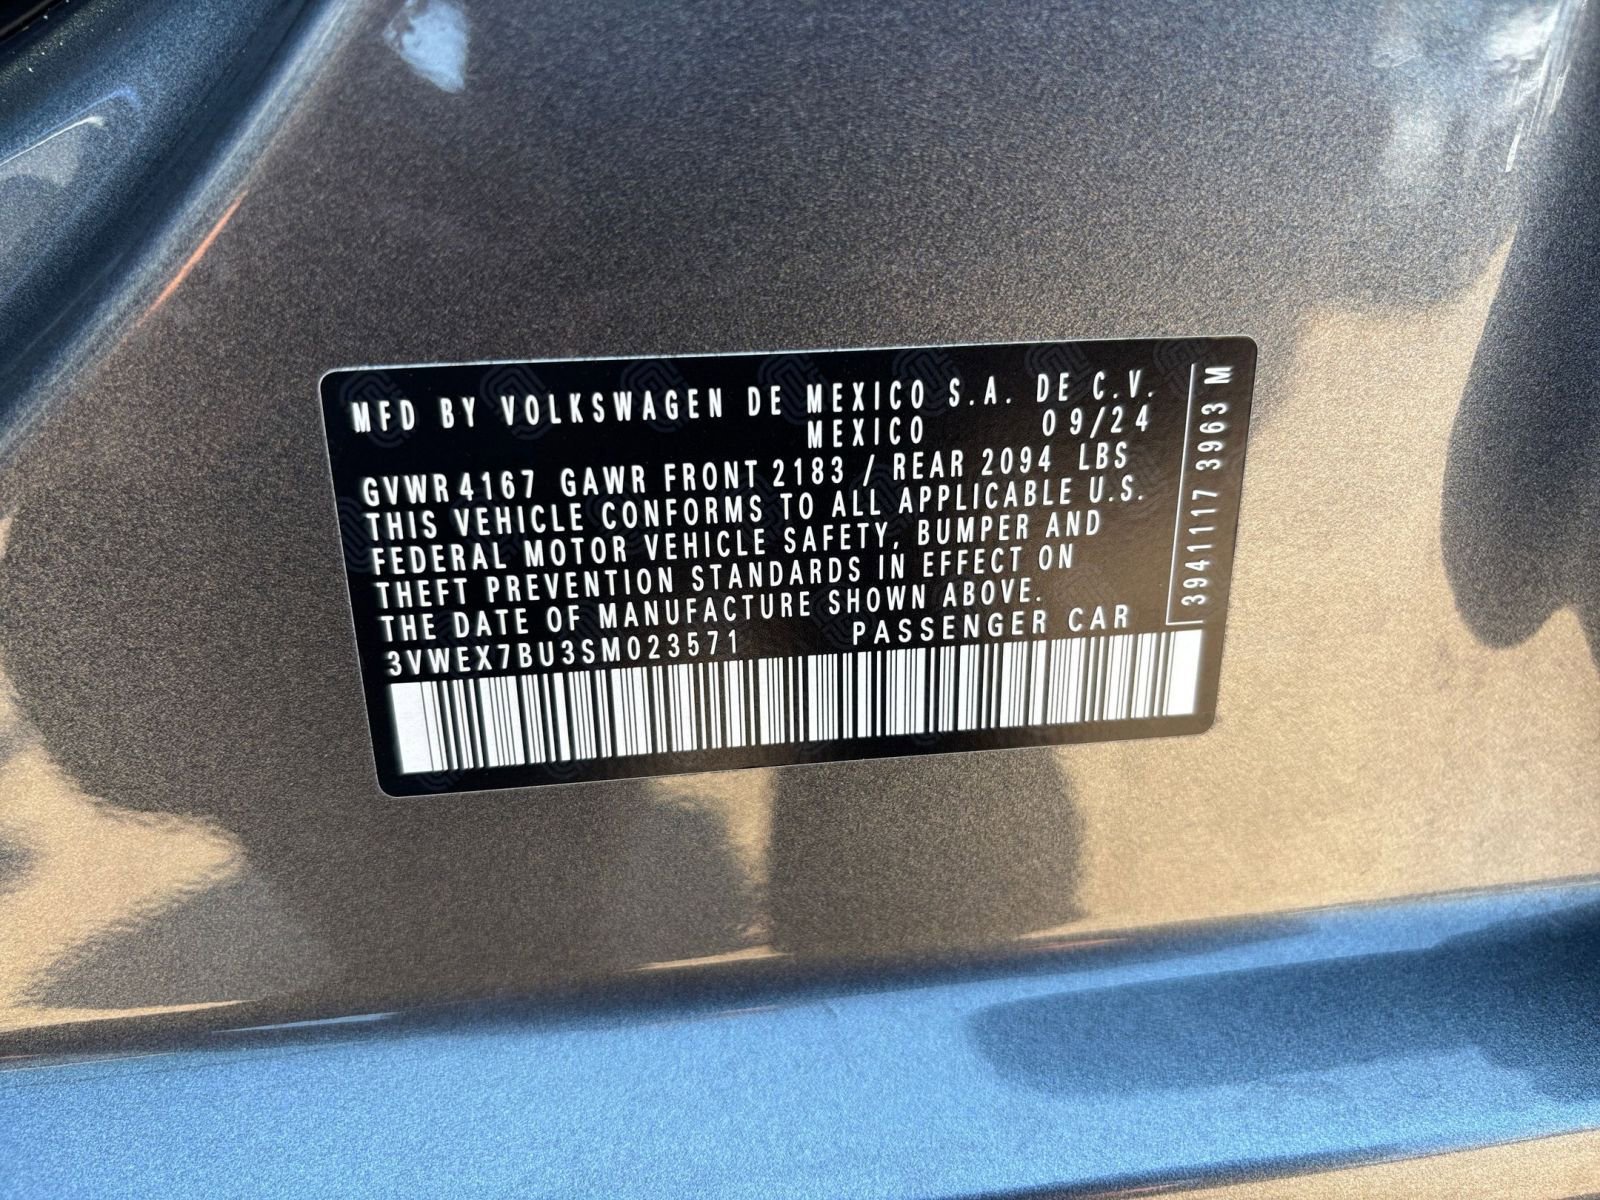 MFD BY VOLKSWAGEN DE MEXICO S.A. DE C.V.
MEXICO 09/24
GVWR 4167 GAWR FRONT 2183 / REAR 2094 LBS
THIS VEHICLE CONFORMS TO ALL APPLICABLE U.S.
FEDERAL MOTOR VEHICLE SAFETY, BUMPER AND
THEFT PREVENTION STANDARDS IN EFFECT ON
THE DATE OF MANUFACTURE SHOWN ABOVE.
3VWEX7BU3SM023571 PASSENGER CAR
3941117 3963 M